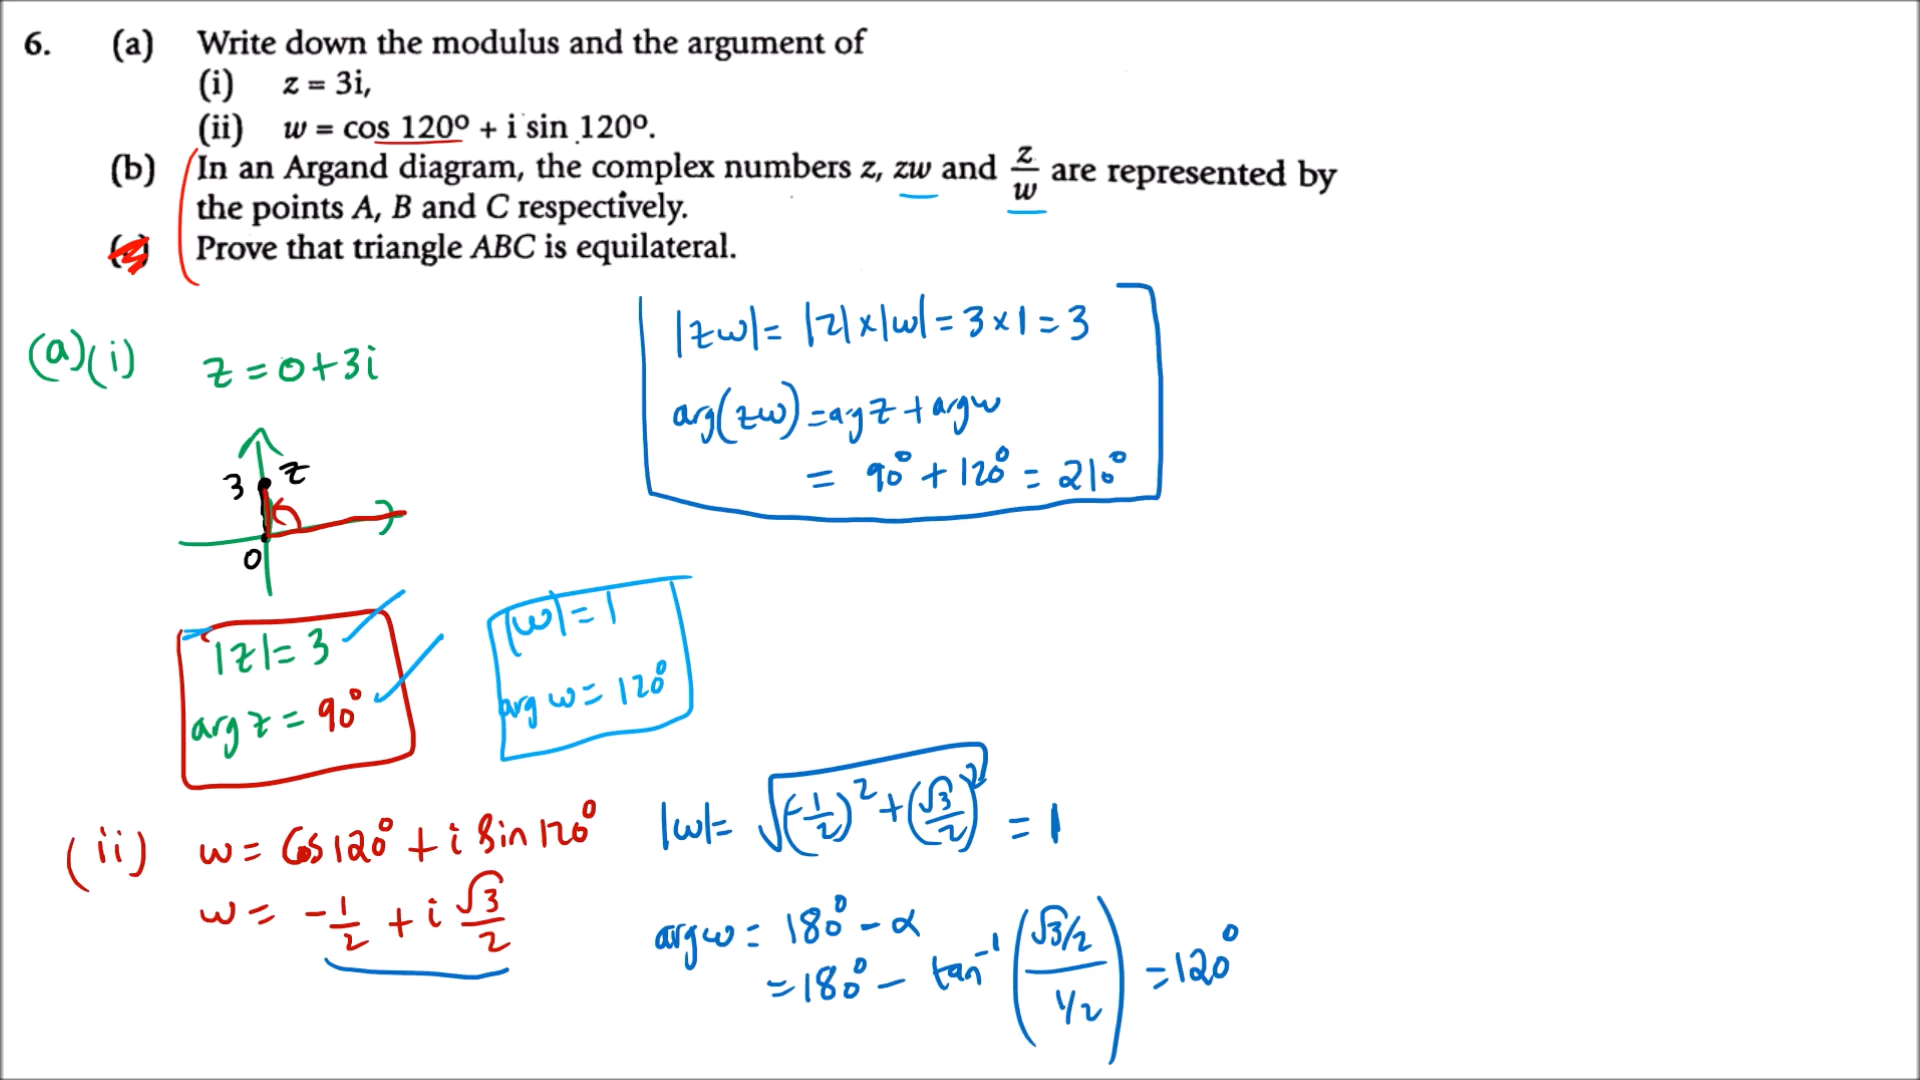 6. (a) Write down the modulus and the argument of
(i) z = 3i,
(ii) w = cos 120º + i sin 120º.
(b) In an Argand diagram, the complex numbers z, zw and z/w are represented by
the points A, B and C respectively.
Prove that triangle ABC is equilateral.
(a)(i) z = 0+3i
3 z
0
|z|= 3
arg z = 90°
|w|= 1
arg w = 120°
|zw|= |z|x|w|= 3 x 1 = 3
arg(zw) = arg z + arg w
= 90° + 120° = 210°
(ii) w = Cos 120° + i Sin 120°
w = -1/2 + i √3/2
|w|= √((-1/2)² + (√3/2)²) = 1
arg w = 180° - α
= 180° - tan⁻¹((√3/2)/(1/2)) = 120°